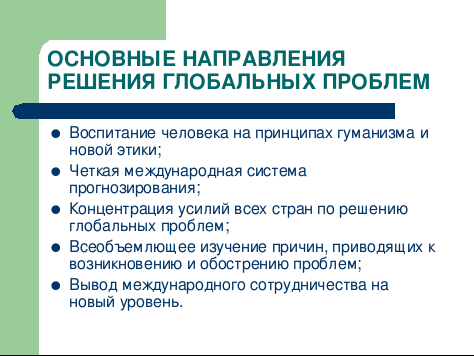 ОСНОВНЫЕ НАПРАВЛЕНИЯ
РЕШЕНИЯ ГЛОБАЛЬНЫХ ПРОБЛЕМ
Воспитание человека на принципах гуманизма и
новой этики;
Четкая международная система
прогнозирования;
Концентрация усилий всех стран по решению
глобальных проблем;
Всеобъемлющее изучение причин, приводящих к
возникновению и обострению проблем;
Вывод международного сотрудничества на
новый уровень.